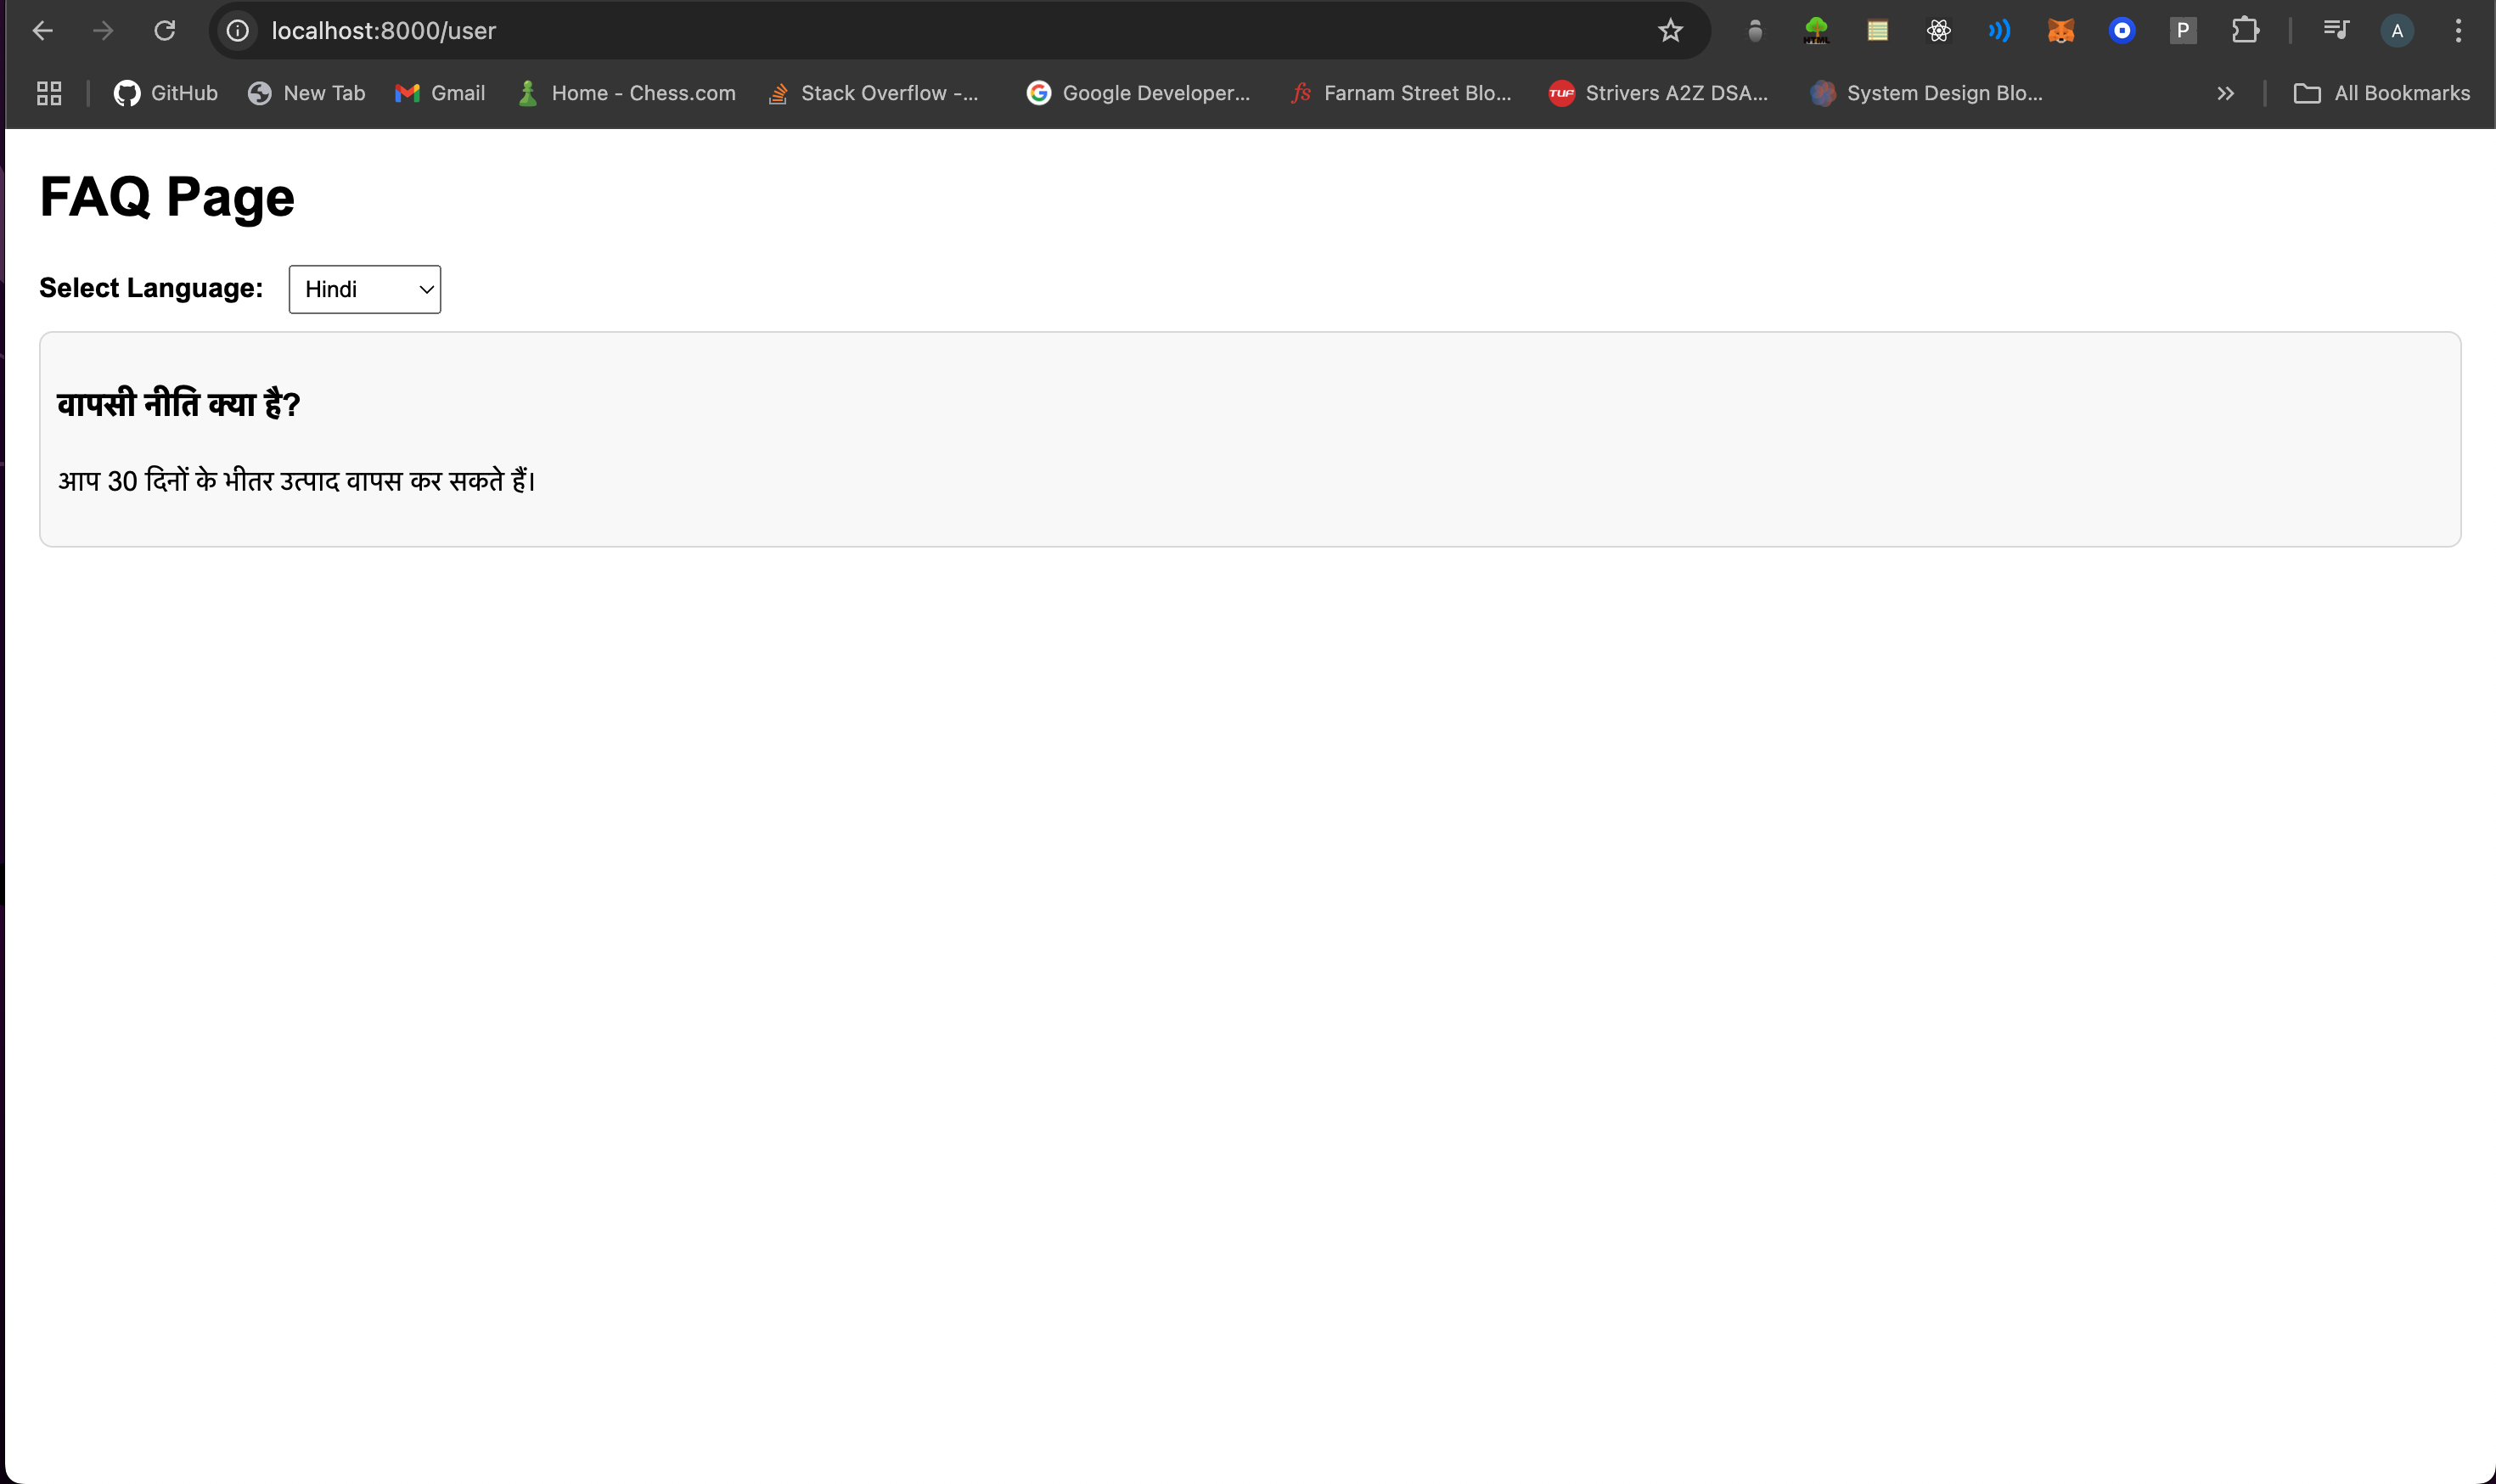 localhost:8000/user
GitHub
New Tab
Gmail
Home - Chess.com
Stack Overflow -...
Google Developer...
Farnam Street Blo...
Strivers A2Z DSA...
System Design Blo...
All Bookmarks
FAQ Page
Select Language: Hindi
वापसी नीति क्या है?
आप 30 दिनों के भीतर उत्पाद वापस कर सकते हैं।